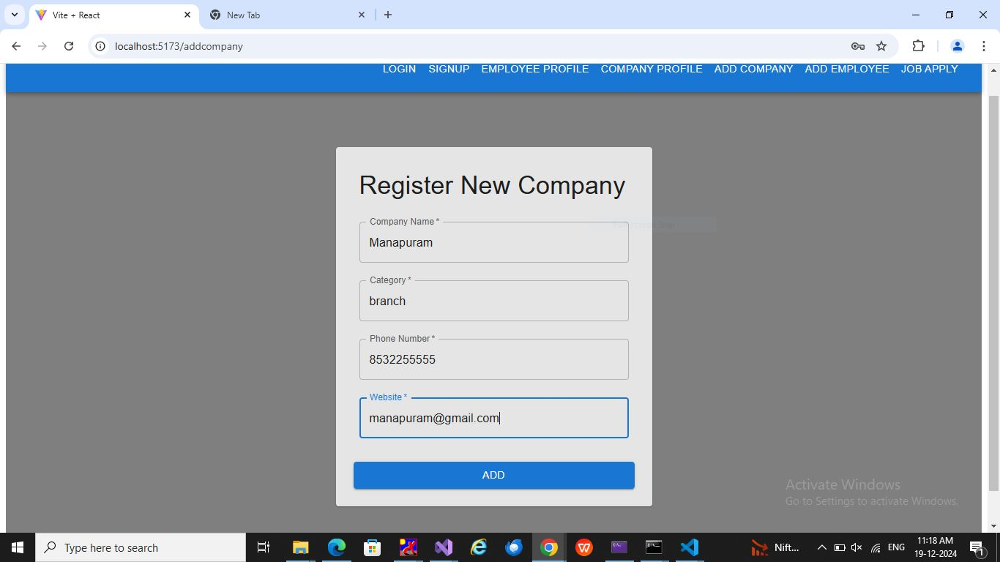 Vite + React
New Tab
localhost:5173/addcompany
LOGIN SIGNUP EMPLOYEE PROFILE COMPANY PROFILE ADD COMPANY ADD EMPLOYEE JOB APPLY
Register New Company
Company Name *
Manapuram
Category *
branch
Phone Number *
8532255555
Website *
manapuram@gmail.com
ADD
Activate Windows
Go to Settings to activate Windows.
Type here to search
Nift...
ENG
11:18 AM
19-12-2024
1